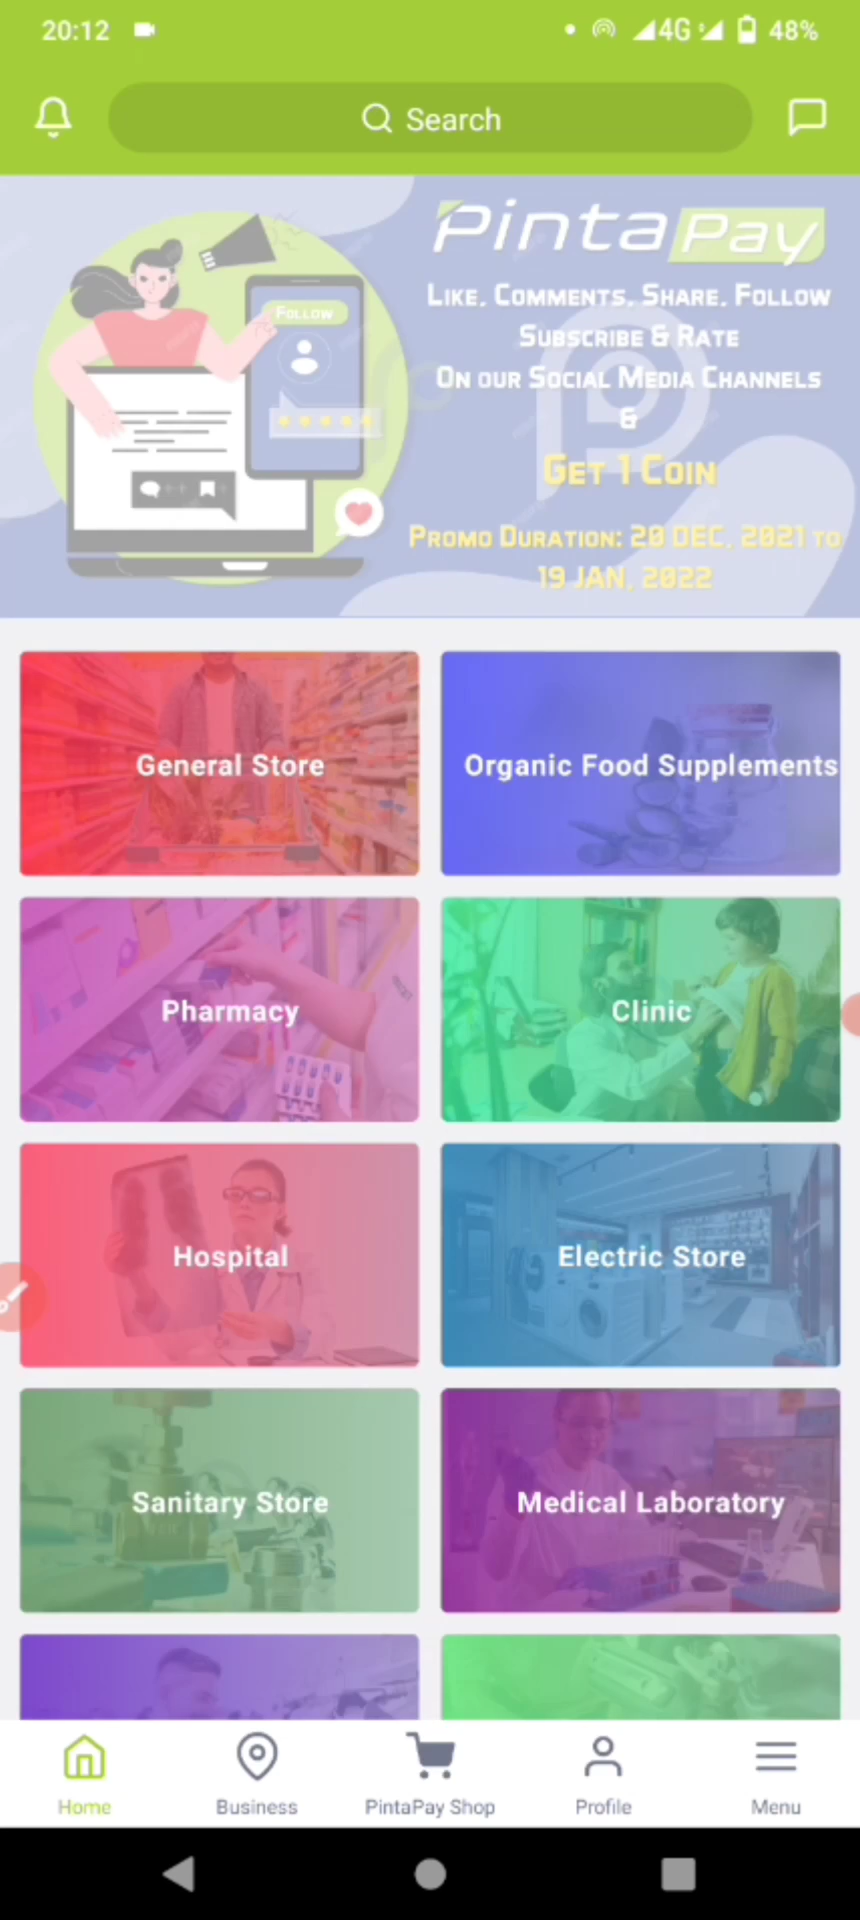 20:12
4G 48%
Search
PintaPay
Like, Comments, Share, Follow
Subscribe & Rate
On our Social Media Channels
&
Get 1 Coin
Promo Duration: 20 Dec, 2021 to
19 Jan, 2022
Follow
General Store
Organic Food Supplements
Pharmacy
Clinic
Hospital
Electric Store
Sanitary Store
Medical Laboratory
Home
Business
PintaPay Shop
Profile
Menu